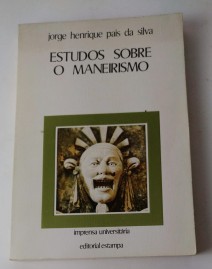 jorge henrique pais da silva
ESTUDOS SOBRE
O MANEIRISMO
imprensa universitária
editorial estampa